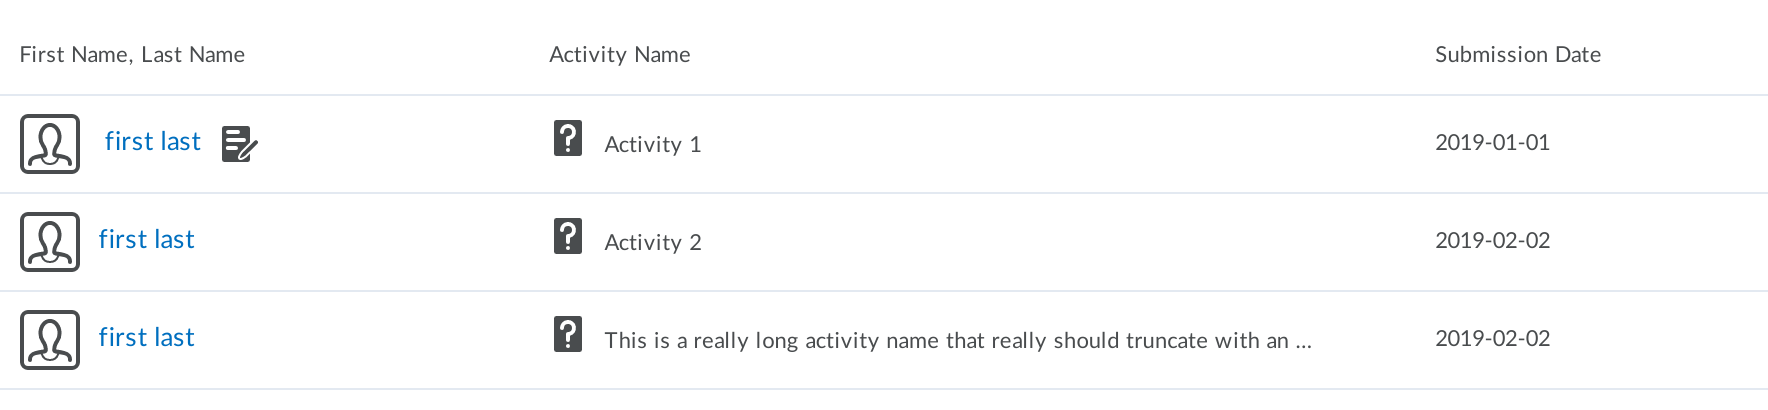 First Name, Last Name Activity Name Submission Date
first last Activity 1 2019-01-01
first last Activity 2 2019-02-02
first last This is a really long activity name that really should truncate with an ... 2019-02-02